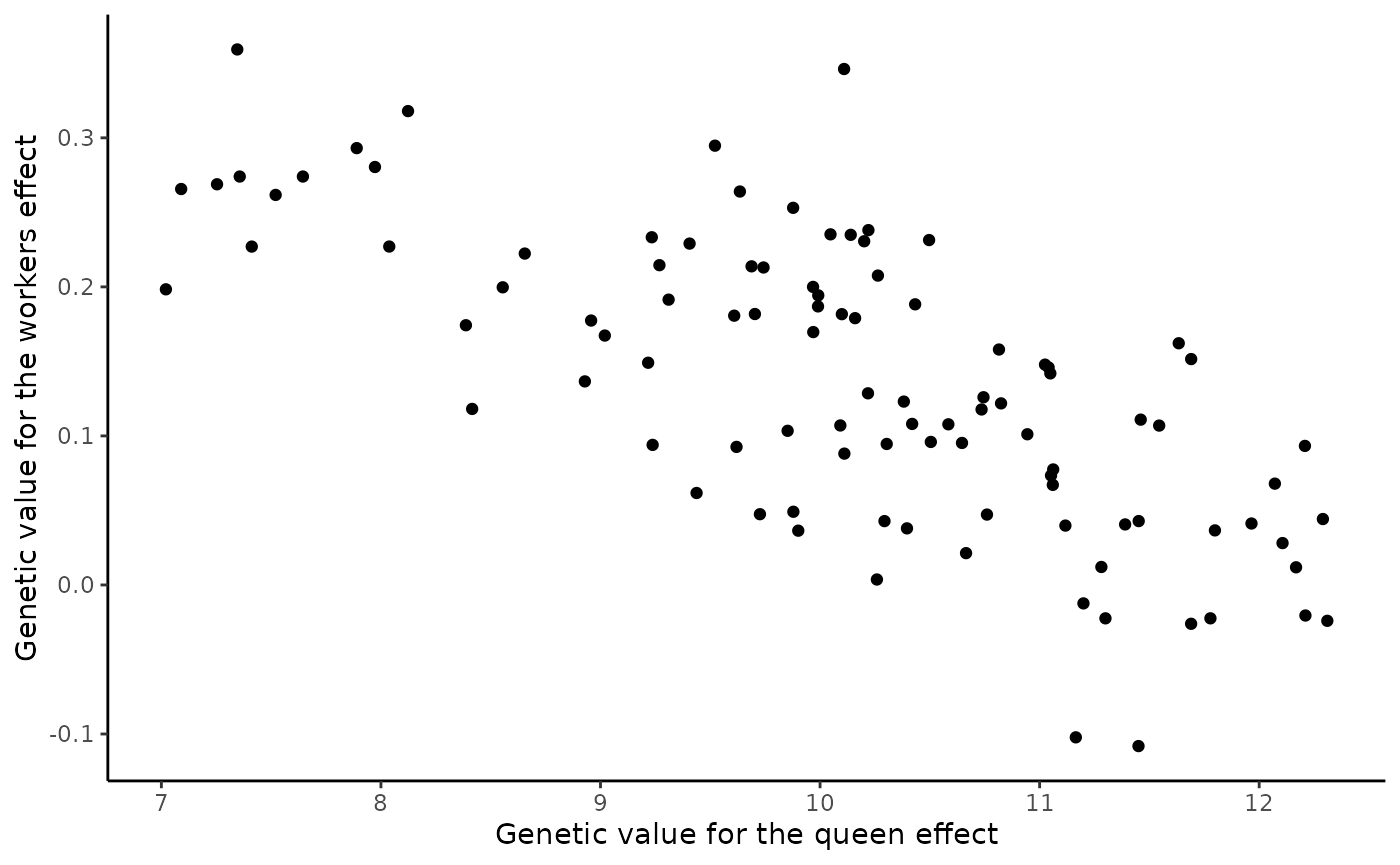 Genetic value for the workers effect
0.3
0.2
0.1
0.0
-0.1
7 8 9 10 11 12
Genetic value for the queen effect